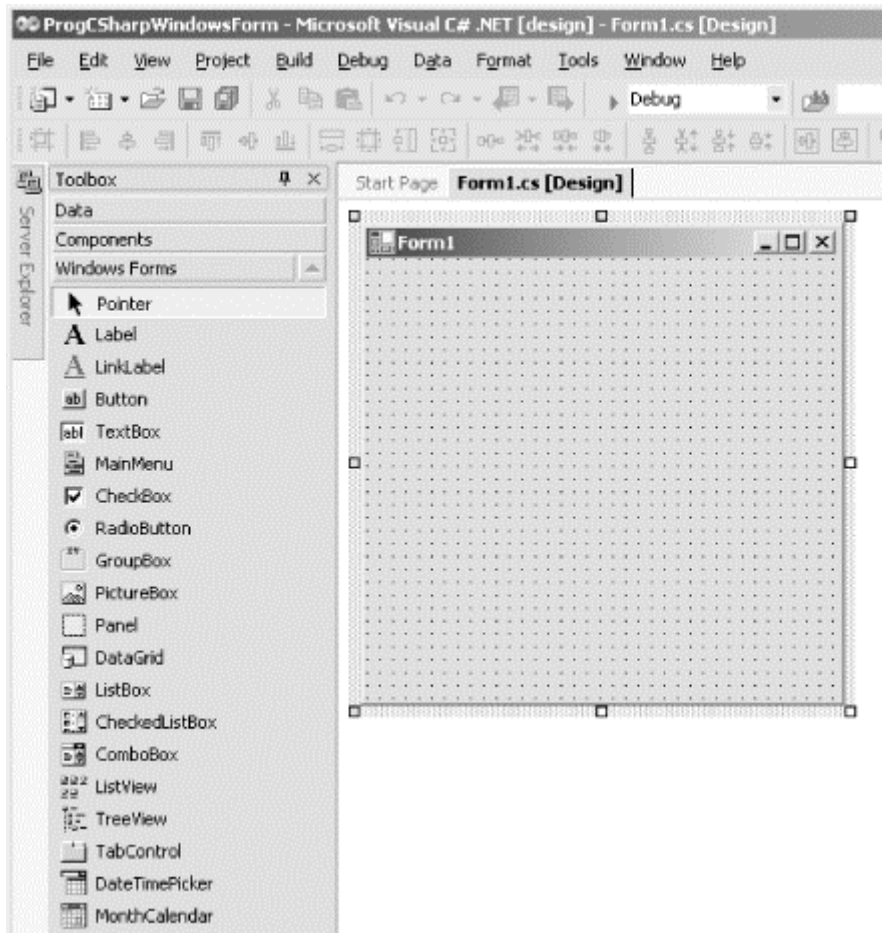 ProgCSharpWindowsForm - Microsoft Visual C# .NET [design] - Form1.cs [Design]
File Edit View Project Build Debug Data Format Tools Window Help
Debug
Toolbox
Start Page Form1.cs [Design]
Server Explorer
Data
Components
Windows Forms
Form1
Pointer
A Label
A LinkLabel
ab Button
abl TextBox
MainMenu
CheckBox
RadioButton
GroupBox
PictureBox
Panel
DataGrid
ListBox
CheckedListBox
ComboBox
ListView
TreeView
TabControl
DateTimePicker
MonthCalendar